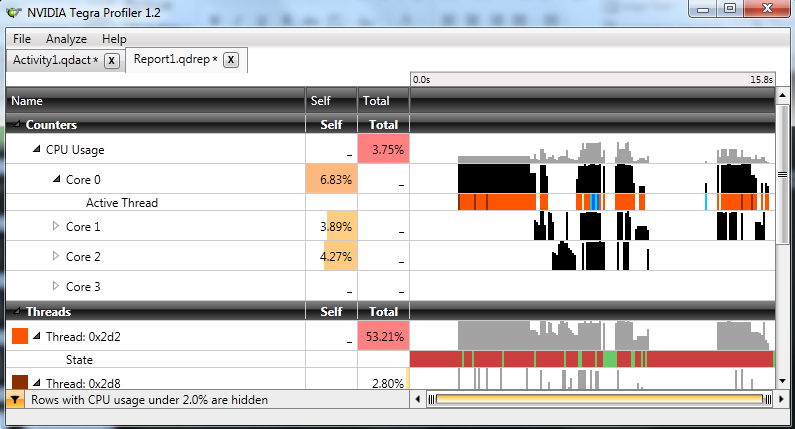 NVIDIA Tegra Profiler 1.2
File Analyze Help
Activity1.qdact * X Report1.qdrep * X
0.0s 15.8s
Name Self Total
Counters Self Total
CPU Usage _ 3.75%
Core 0 6.83% _
Active Thread
Core 1 3.89% _
Core 2 4.27% _
Core 3 _ _
Threads Self Total
Thread: 0x2d2 _ 53.21%
State
Thread: 0x2d8 2.80%
Rows with CPU usage under 2.0% are hidden